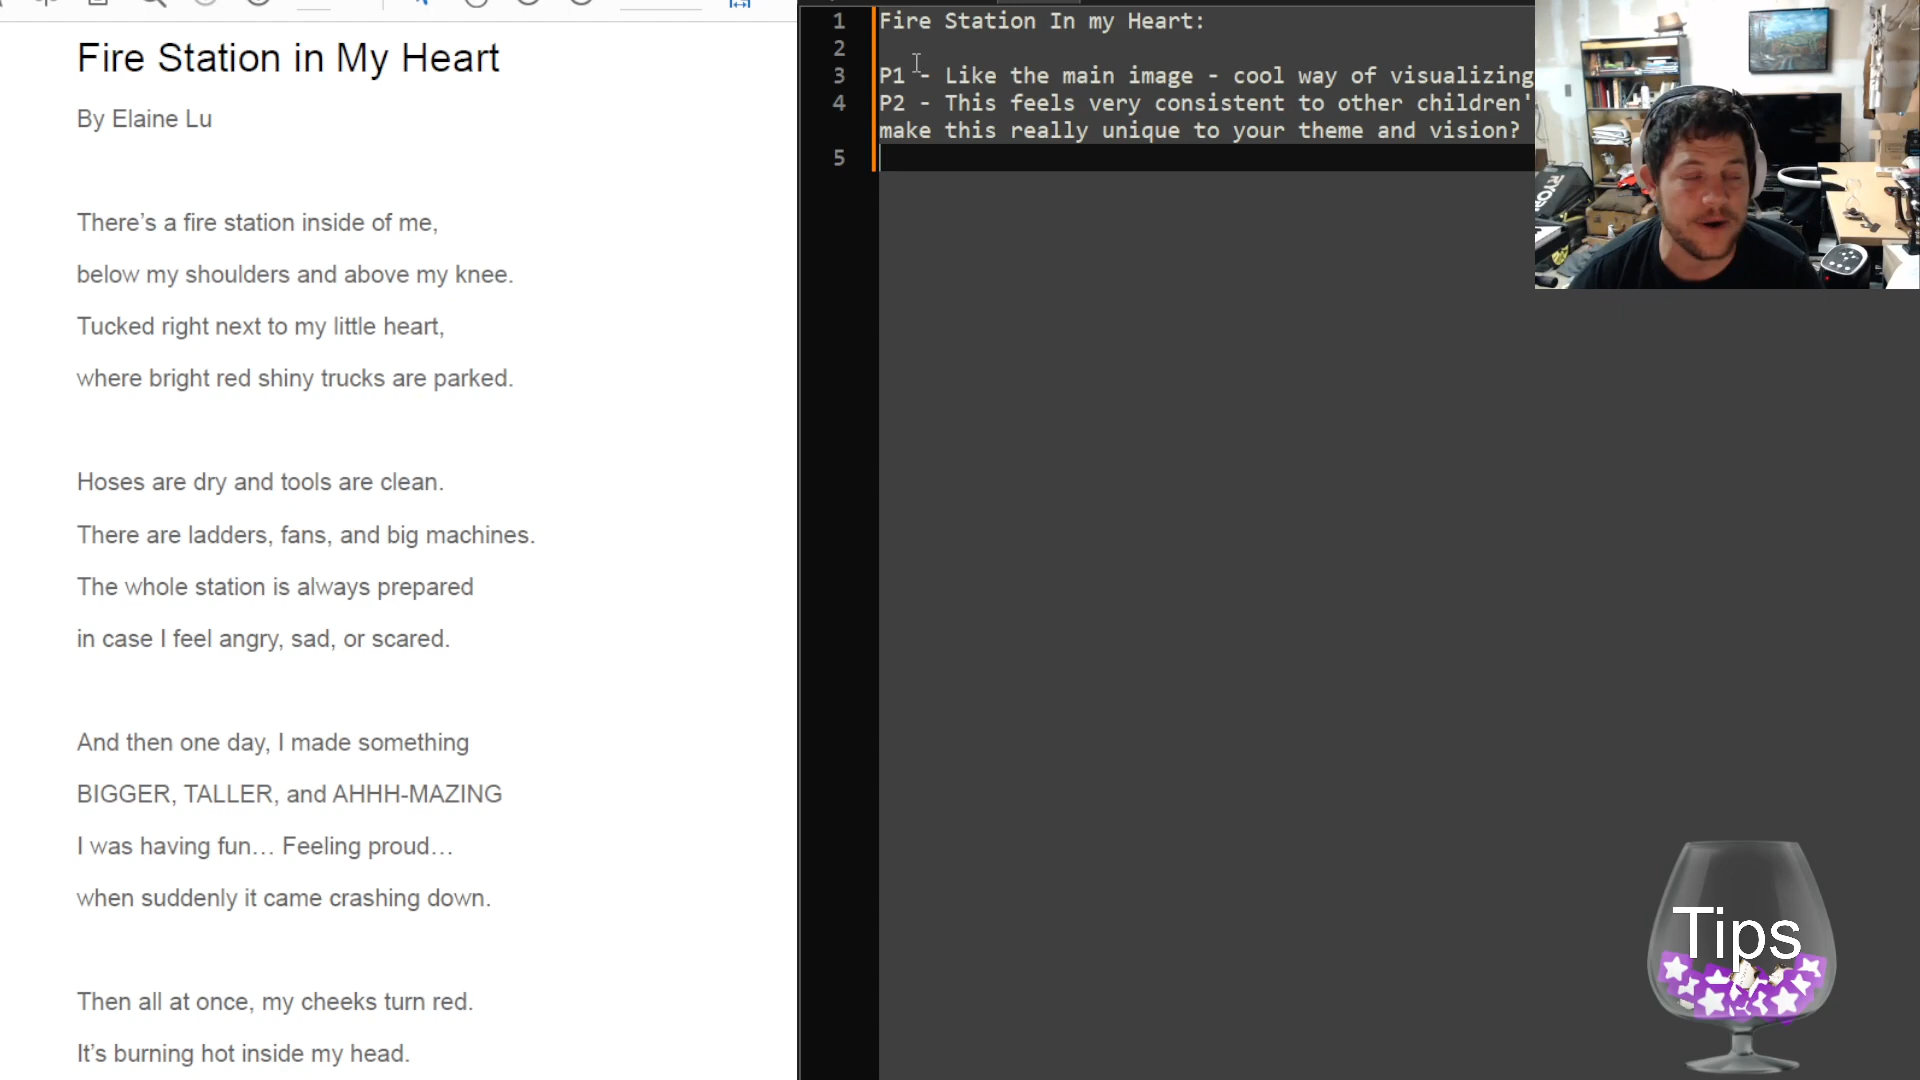 Fire Station in My Heart
By Elaine Lu
There’s a fire station inside of me,
below my shoulders and above my knee.
Tucked right next to my little heart,
where bright red shiny trucks are parked.
Hoses are dry and tools are clean.
There are ladders, fans, and big machines.
The whole station is always prepared
in case I feel angry, sad, or scared.
And then one day, I made something
BIGGER, TALLER, and AHHH-MAZING
I was having fun… Feeling proud…
when suddenly it came crashing down.
Then all at once, my cheeks turn red.
It’s burning hot inside my head.
1 Fire Station In my Heart:
2
3 P1 - Like the main image - cool way of visualizing
4 P2 - This feels very consistent to other children'
make this really unique to your theme and vision?
5
RYOBI
Tips